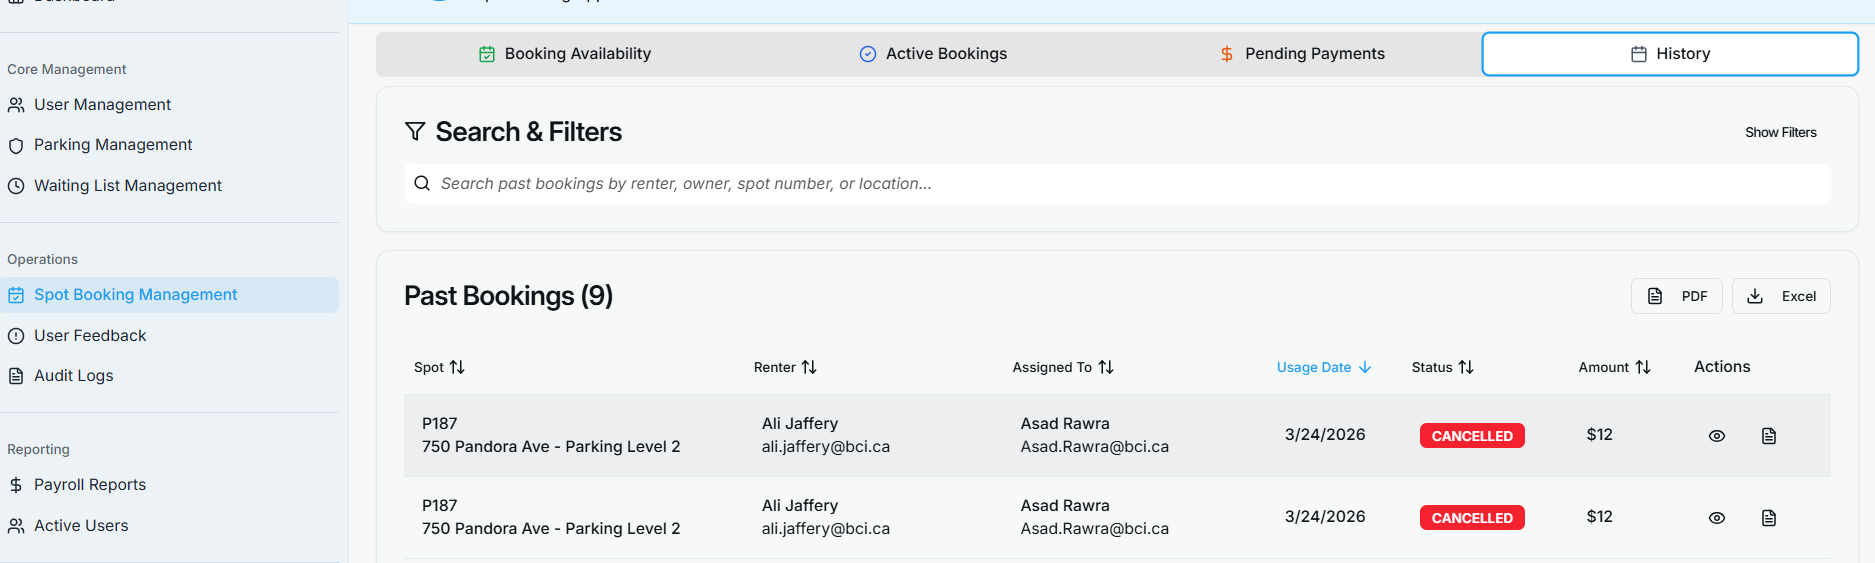 Core Management
User Management
Parking Management
Waiting List Management
Operations
Spot Booking Management
User Feedback
Audit Logs
Reporting
Payroll Reports
Active Users
Booking Availability
Active Bookings
Pending Payments
History
Search & Filters
Show Filters
Search past bookings by renter, owner, spot number, or location...
Past Bookings (9)
PDF
Excel
Spot
Renter
Assigned To
Usage Date
Status
Amount
Actions
P187
750 Pandora Ave - Parking Level 2
Ali Jaffery
ali.jaffery@bci.ca
Asad Rawra
Asad.Rawra@bci.ca
3/24/2026
CANCELLED
$12
P187
750 Pandora Ave - Parking Level 2
Ali Jaffery
ali.jaffery@bci.ca
Asad Rawra
Asad.Rawra@bci.ca
3/24/2026
CANCELLED
$12